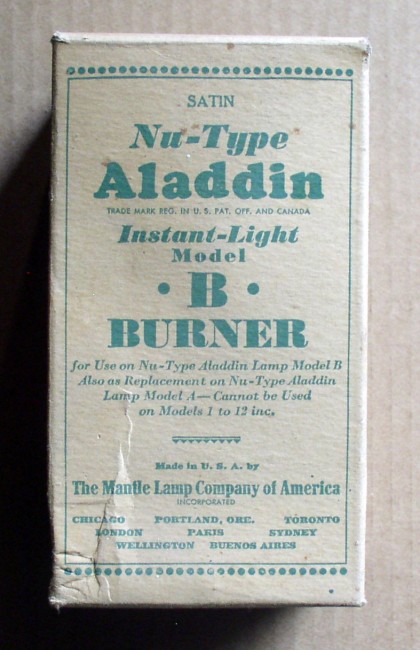 SATIN
Nu-Type
Aladdin
TRADE MARK REG. IN U. S. PAT. OFF. AND CANADA
Instant-Light
Model
• B •
BURNER
for Use on Nu-Type Aladdin Lamp Model B
Also as Replacement on Nu-Type Aladdin
Lamp Model A — Cannot be Used
on Models 1 to 12 inc.
Made in U. S. A. by
The Mantle Lamp Company of America
INCORPORATED
CHICAGO PORTLAND, ORE. TORONTO
LONDON PARIS SYDNEY
WELLINGTON BUENOS AIRES